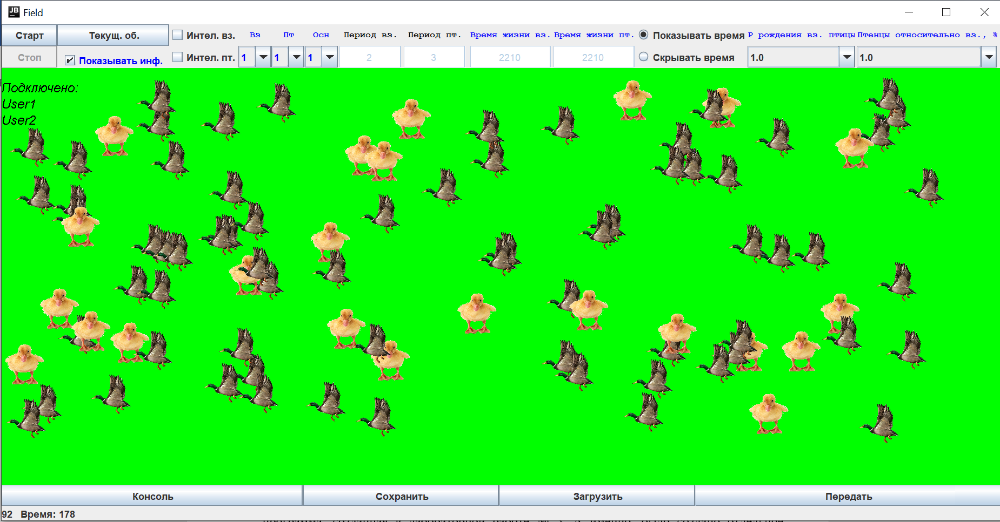 Field
Старт Текущ. об. Интел. вз. Вз Пт Осн Период вз. Период пт. Время жизни вз. Время жизни пт. Показывать время Р рождения вз. птицы Птенцы относительно вз., %
Стоп Показывать инф. Интел. пт. 1 1 1 2 3 2210 2210 Скрывать время 1.0 1.0
Подключено:
User1
User2
Консоль Сохранить Загрузить Передать
92 Время: 178